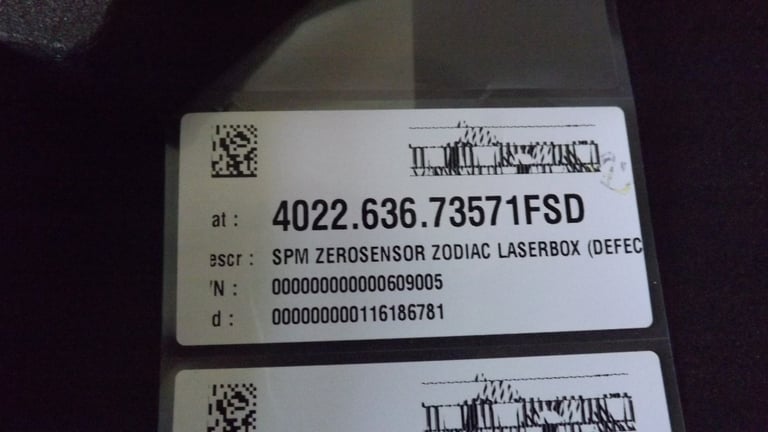 at : 4022.636.73571FSD
escr : SPM ZEROSENSOR ZODIAC LASERBOX (DEFEC
'N : 000000000000609005
d : 000000000116186781